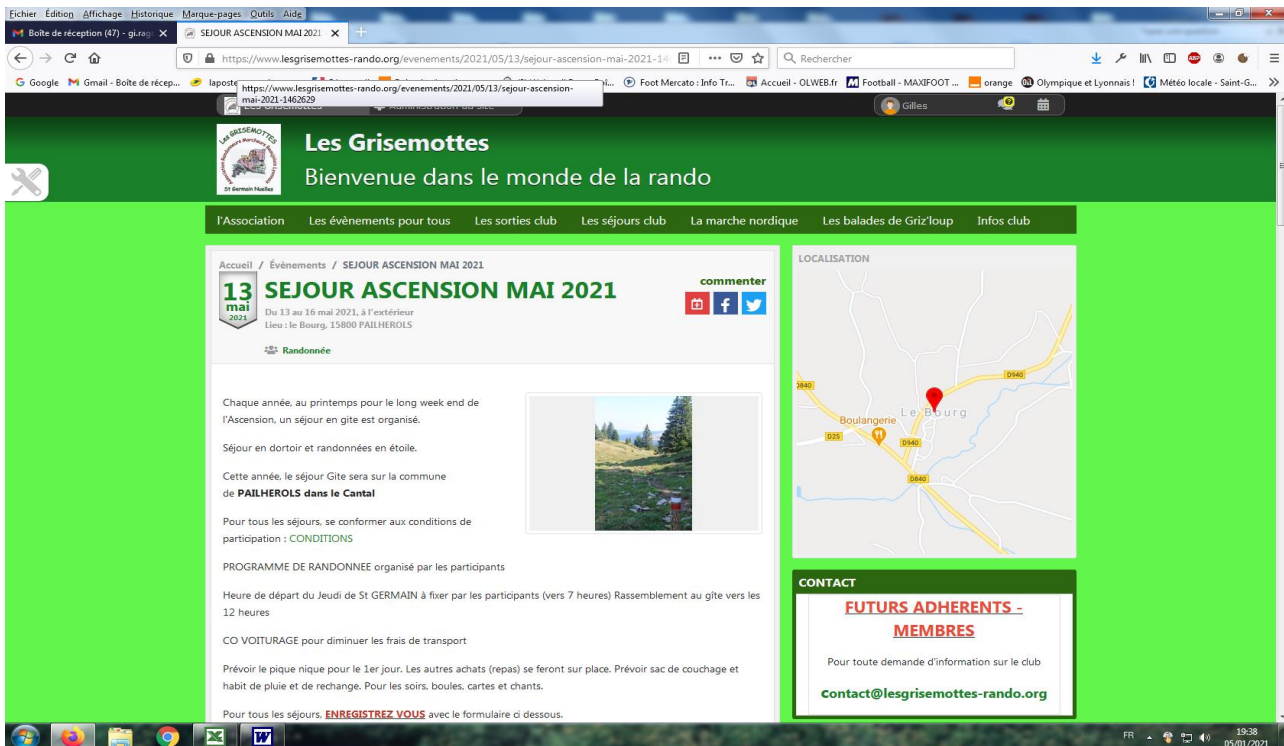 Fichier Édition Affichage Historique Marque-pages Outils Aide
Boîte de réception (47) - gi.rag
SEJOUR ASCENSION MAI 2021
https://www.lesgrisemottes-rando.org/evenements/2021/05/13/sejour-ascension-mai-2021-14
Rechercher
Google
Gmail - Boîte de récep...
laposte
Foot Mercato : Info Tr...
Accueil - OLWEB.fr
Football - MAXIFOOT ...
orange
Olympique et Lyonnais !
Météo locale - Saint-G...
https://www.lesgrisemottes-rando.org/evenements/2021/05/13/sejour-ascension-
mai-2021-1462629
Gilles
Les GRISEMOTTES
St Germain Nuelles
Les Grisemottes
Bienvenue dans le monde de la rando
l'Association Les évènements pour tous Les sorties club Les séjours club La marche nordique Les balades de Griz'loup Infos club
Accueil / Évènements / SEJOUR ASCENSION MAI 2021
13
mai
2021
SEJOUR ASCENSION MAI 2021
Du 13 au 16 mai 2021, à l'extérieur
Lieu : le Bourg, 15800 PAILHEROLS
commenter
Randonnée
Chaque année, au printemps pour le long week end de
l'Ascension, un séjour en gite est organisé.
Séjour en dortoir et randonnées en étoile.
Cette année, le séjour Gite sera sur la commune
de PAILHEROLS dans le Cantal
Pour tous les séjours, se conformer aux conditions de
participation : CONDITIONS
PROGRAMME DE RANDONNEE organisé par les participants
Heure de départ du Jeudi de St GERMAIN à fixer par les participants (vers 7 heures) Rassemblement au gîte vers les
12 heures
CO VOITURAGE pour diminuer les frais de transport
Prévoir le pique nique pour le 1er jour. Les autres achats (repas) se feront sur place. Prévoir sac de couchage et
habit de pluie et de rechange. Pour les soirs, boules, cartes et chants.
Pour tous les séjours, ENREGISTREZ VOUS avec le formulaire ci dessous.
LOCALISATION
D940
D840
Le Bourg
Boulangerie
D25
D940
D840
CONTACT
FUTURS ADHERENTS -
MEMBRES
Pour toute demande d'information sur le club
contact@lesgrisemottes-rando.org
FR
19:38
05/01/2021